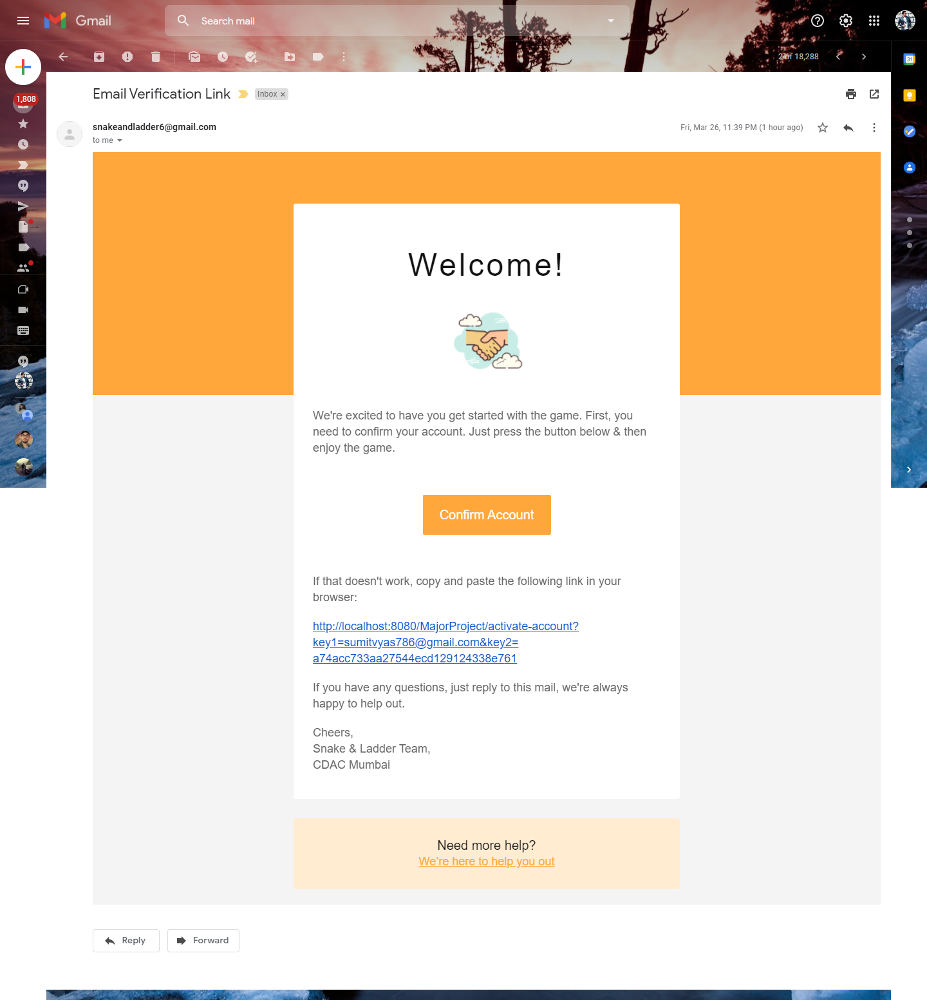 Gmail
Search mail
2 of 18,288
31
1,808
Email Verification Link
Inbox ×
snakeandladder6@gmail.com
Fri, Mar 26, 11:39 PM (1 hour ago)
to me
Welcome!
We're excited to have you get started with the game. First, you
need to confirm your account. Just press the button below & then
enjoy the game.
Confirm Account
If that doesn't work, copy and paste the following link in your
browser:
http://localhost:8080/MajorProject/activate-account?
key1=sumitvyas786@gmail.com&key2=
a74acc733aa27544ecd129124338e761
If you have any questions, just reply to this mail, we're always
happy to help out.
Cheers,
Snake & Ladder Team,
CDAC Mumbai
Need more help?
We're here to help you out
Reply
Forward